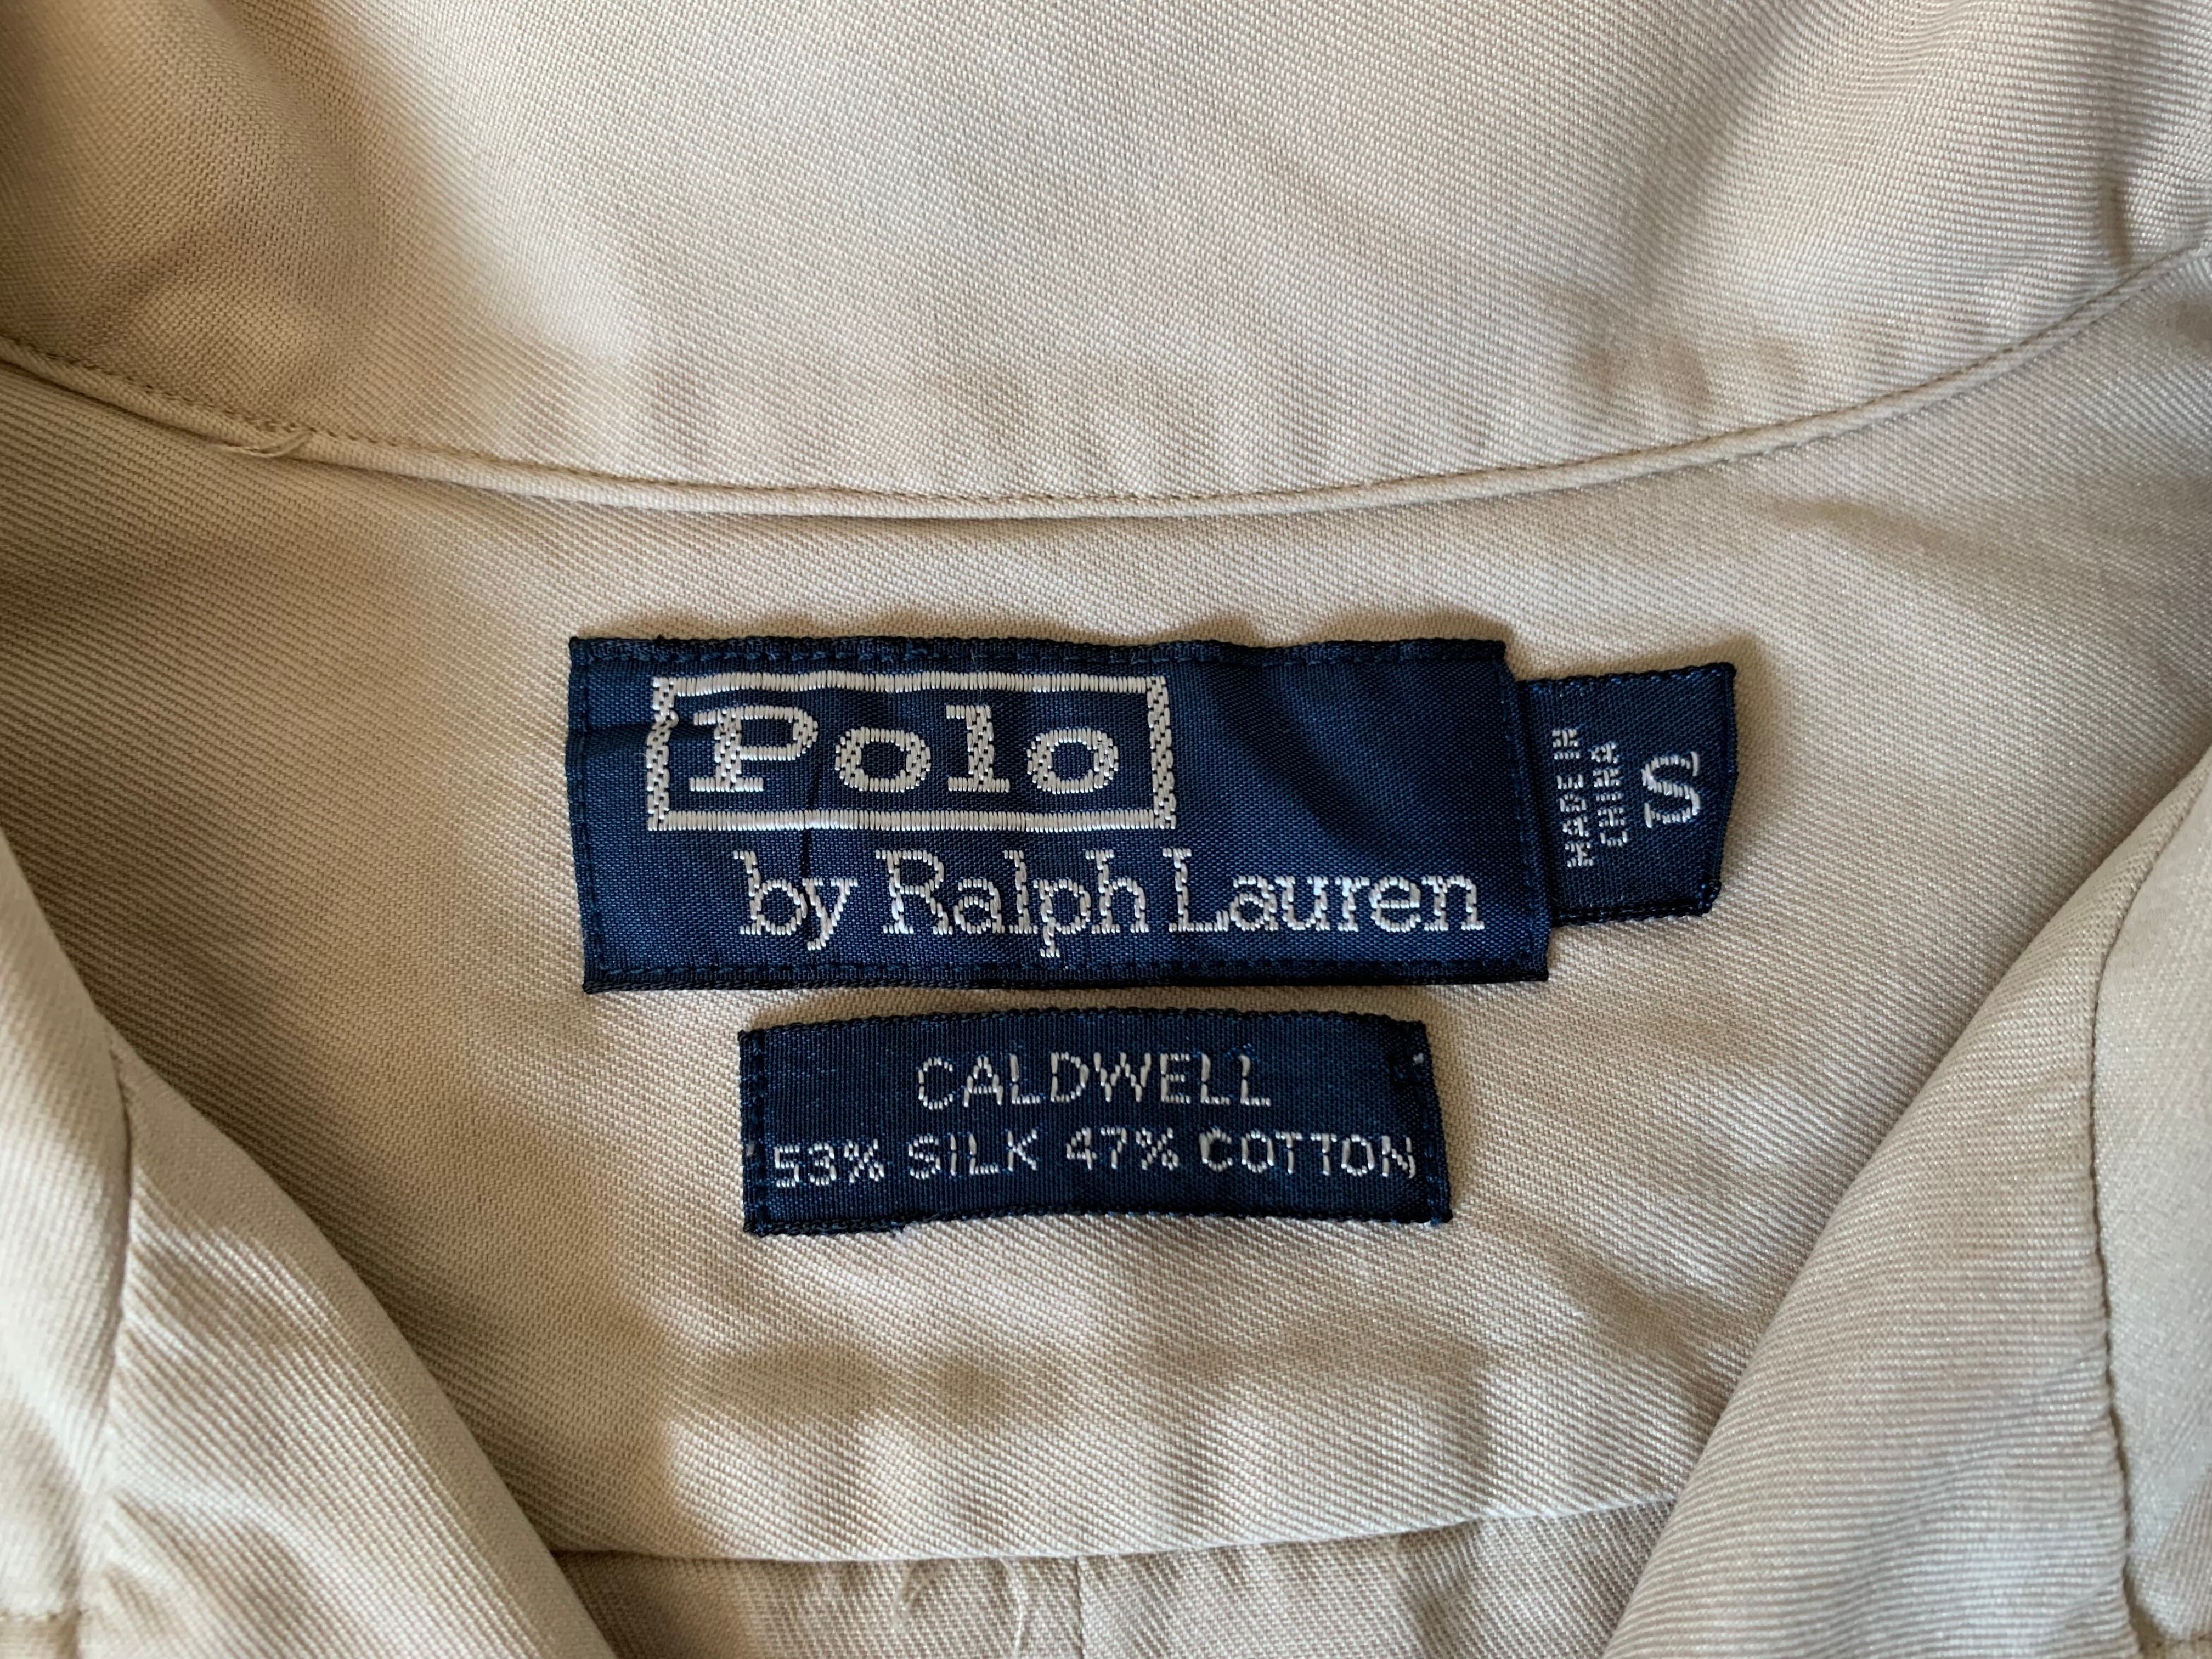 Polo
by Ralph Lauren
MADE IN
CHINA
S
CALDWELL
53% SILK 47% COTTON